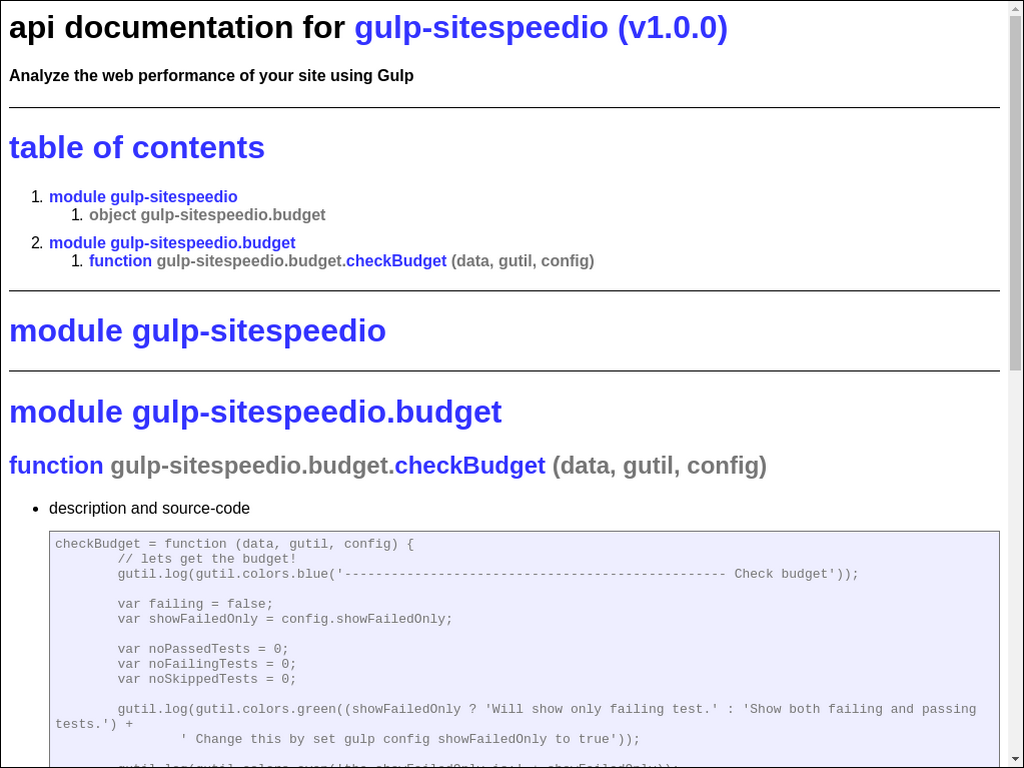 api documentation for gulp-sitespeedio (v1.0.0)
Analyze the web performance of your site using Gulp
table of contents
1. module gulp-sitespeedio
1. object gulp-sitespeedio.budget
2. module gulp-sitespeedio.budget
1. function gulp-sitespeedio.budget.checkBudget (data, gutil, config)
module gulp-sitespeedio
module gulp-sitespeedio.budget
function gulp-sitespeedio.budget.checkBudget (data, gutil, config)
• description and source-code
checkBudget = function (data, gutil, config) {
// lets get the budget!
gutil.log(gutil.colors.blue('------------------------------------------------- Check budget'));
var failing = false;
var showFailedOnly = config.showFailedOnly;
var noPassedTests = 0;
var noFailingTests = 0;
var noSkippedTests = 0;
gutil.log(gutil.colors.green((showFailedOnly ? 'Will show only failing test.' : 'Show both failing and passing
tests.') +
' Change this by set gulp config showFailedOnly to true'));